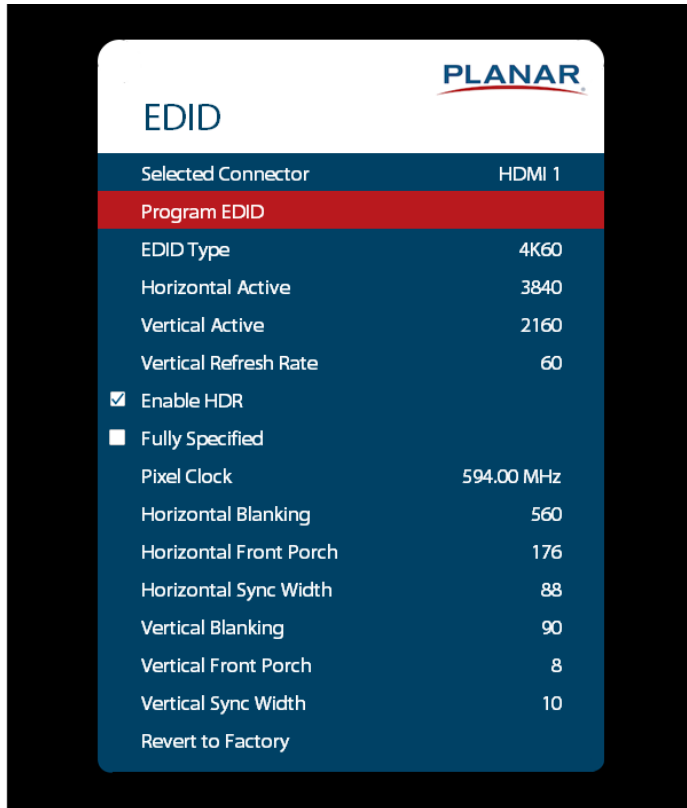 PLANAR
EDID
Selected Connector HDMI 1
Program EDID
EDID Type 4K60
Horizontal Active 3840
Vertical Active 2160
Vertical Refresh Rate 60
Enable HDR
Fully Specified
Pixel Clock 594.00 MHz
Horizontal Blanking 560
Horizontal Front Porch 176
Horizontal Sync Width 88
Vertical Blanking 90
Vertical Front Porch 8
Vertical Sync Width 10
Revert to Factory